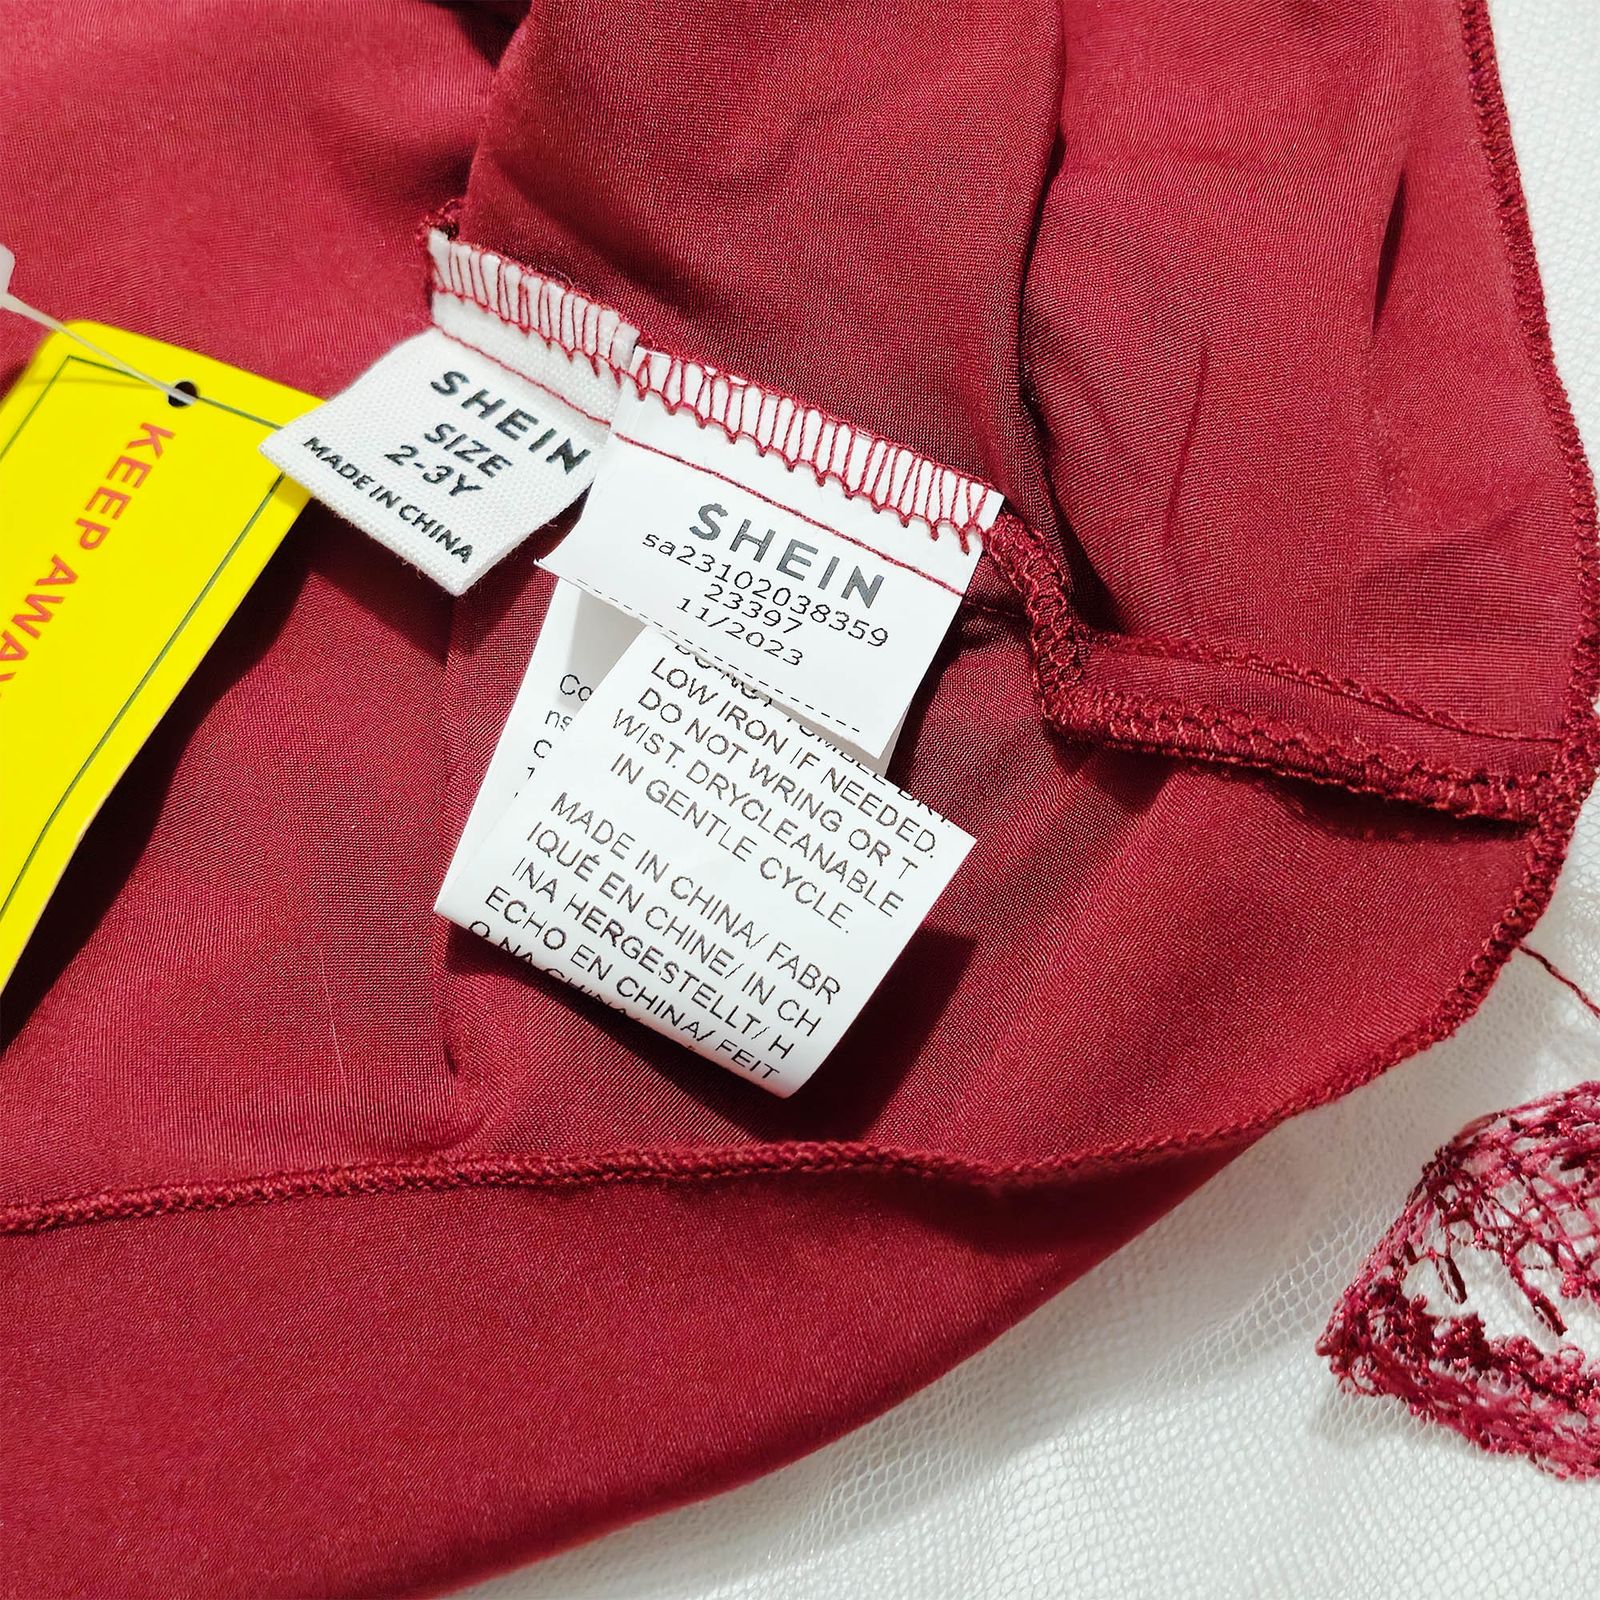 KEEP AWAY
SHEIN
SIZE
2-3Y
MADE IN CHINA
SHEIN
sa23102038359
23397
11/2023
LOW IRON IF NEEDED.
DO NOT WRING OR T
WIST. DRYCLEANABLE
IN GENTLE CYCLE.
MADE IN CHINA/ FABR
IQUÉ EN CHINE/ IN CH
INA HERGESTELLT/ H
ECHO EN CHINA/ FEIT
O NA CHINA/